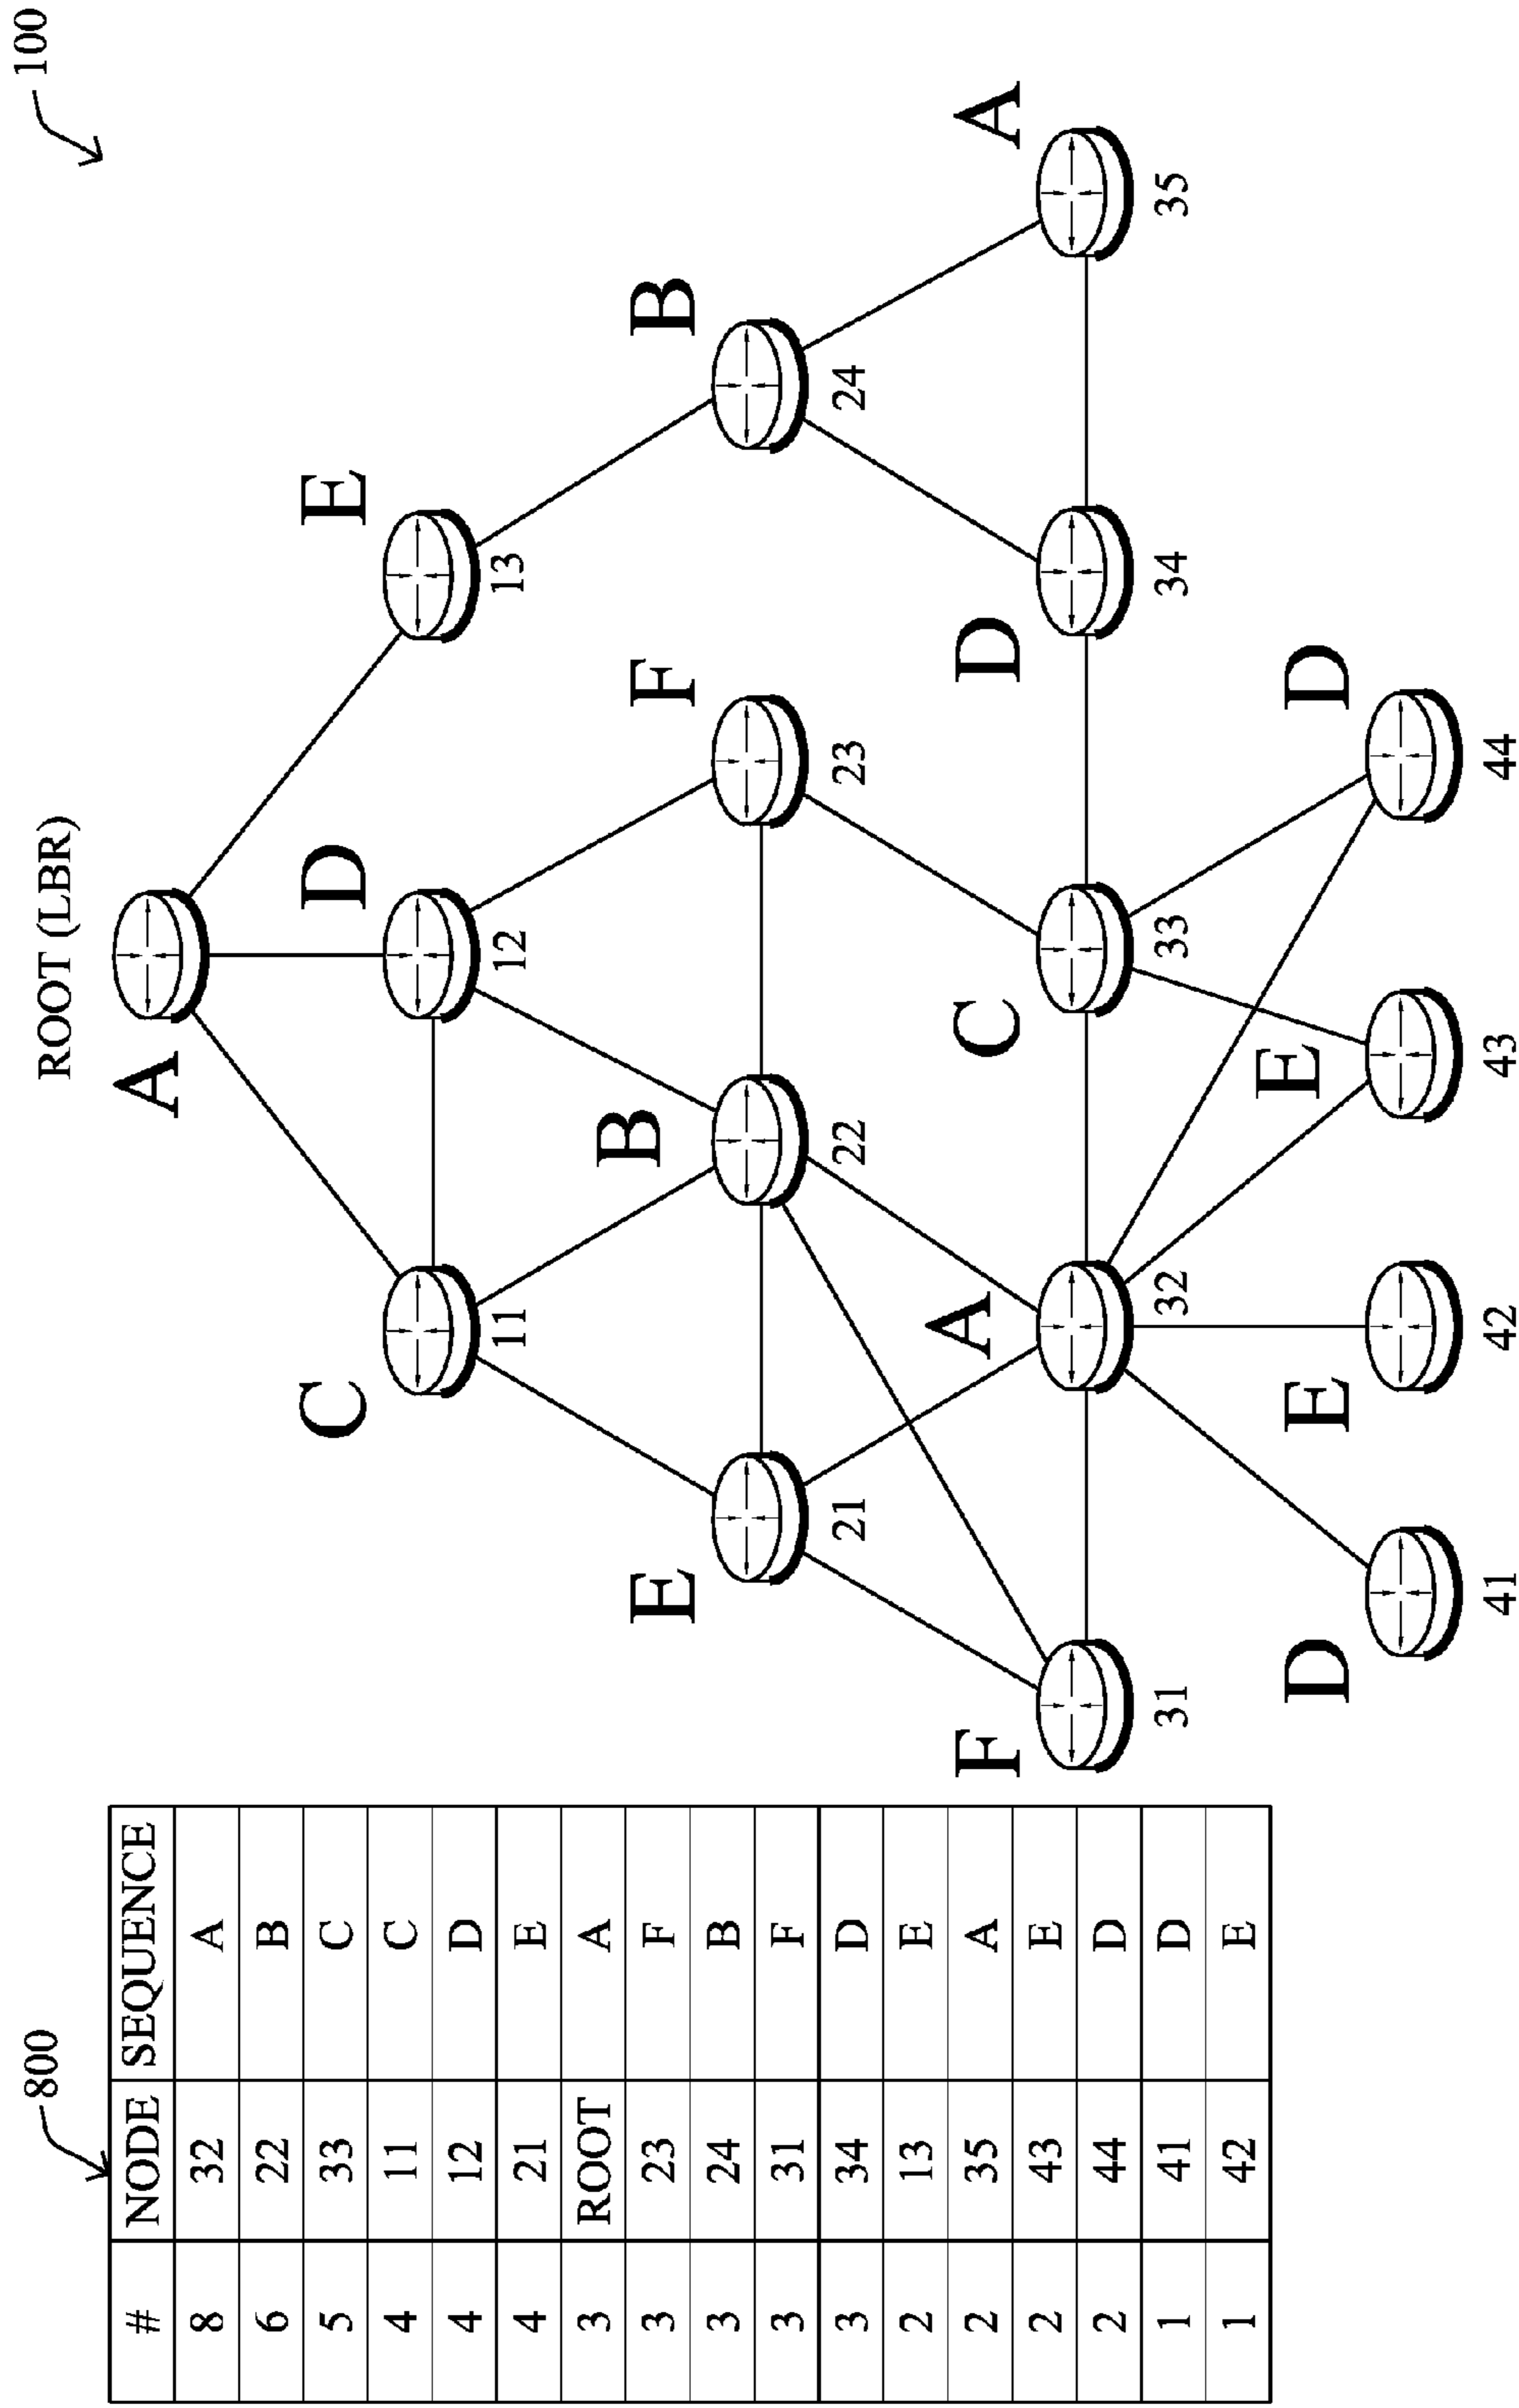 100
800
# NODE SEQUENCE
8 32 A
6 22 B
5 33 C
4 11 C
4 12 D
4 21 E
3 ROOT A
3 23 F
3 24 B
3 31 F
3 34 D
2 13 E
2 35 A
2 43 E
2 44 D
1 41 D
1 42 E
ROOT (LBR)
A
C 11
D 12
E 13
E 21
B 22
F 23
B 24
F 31
A 32
C 33
D 34
A 35
D 41
E 42
E 43
D 44